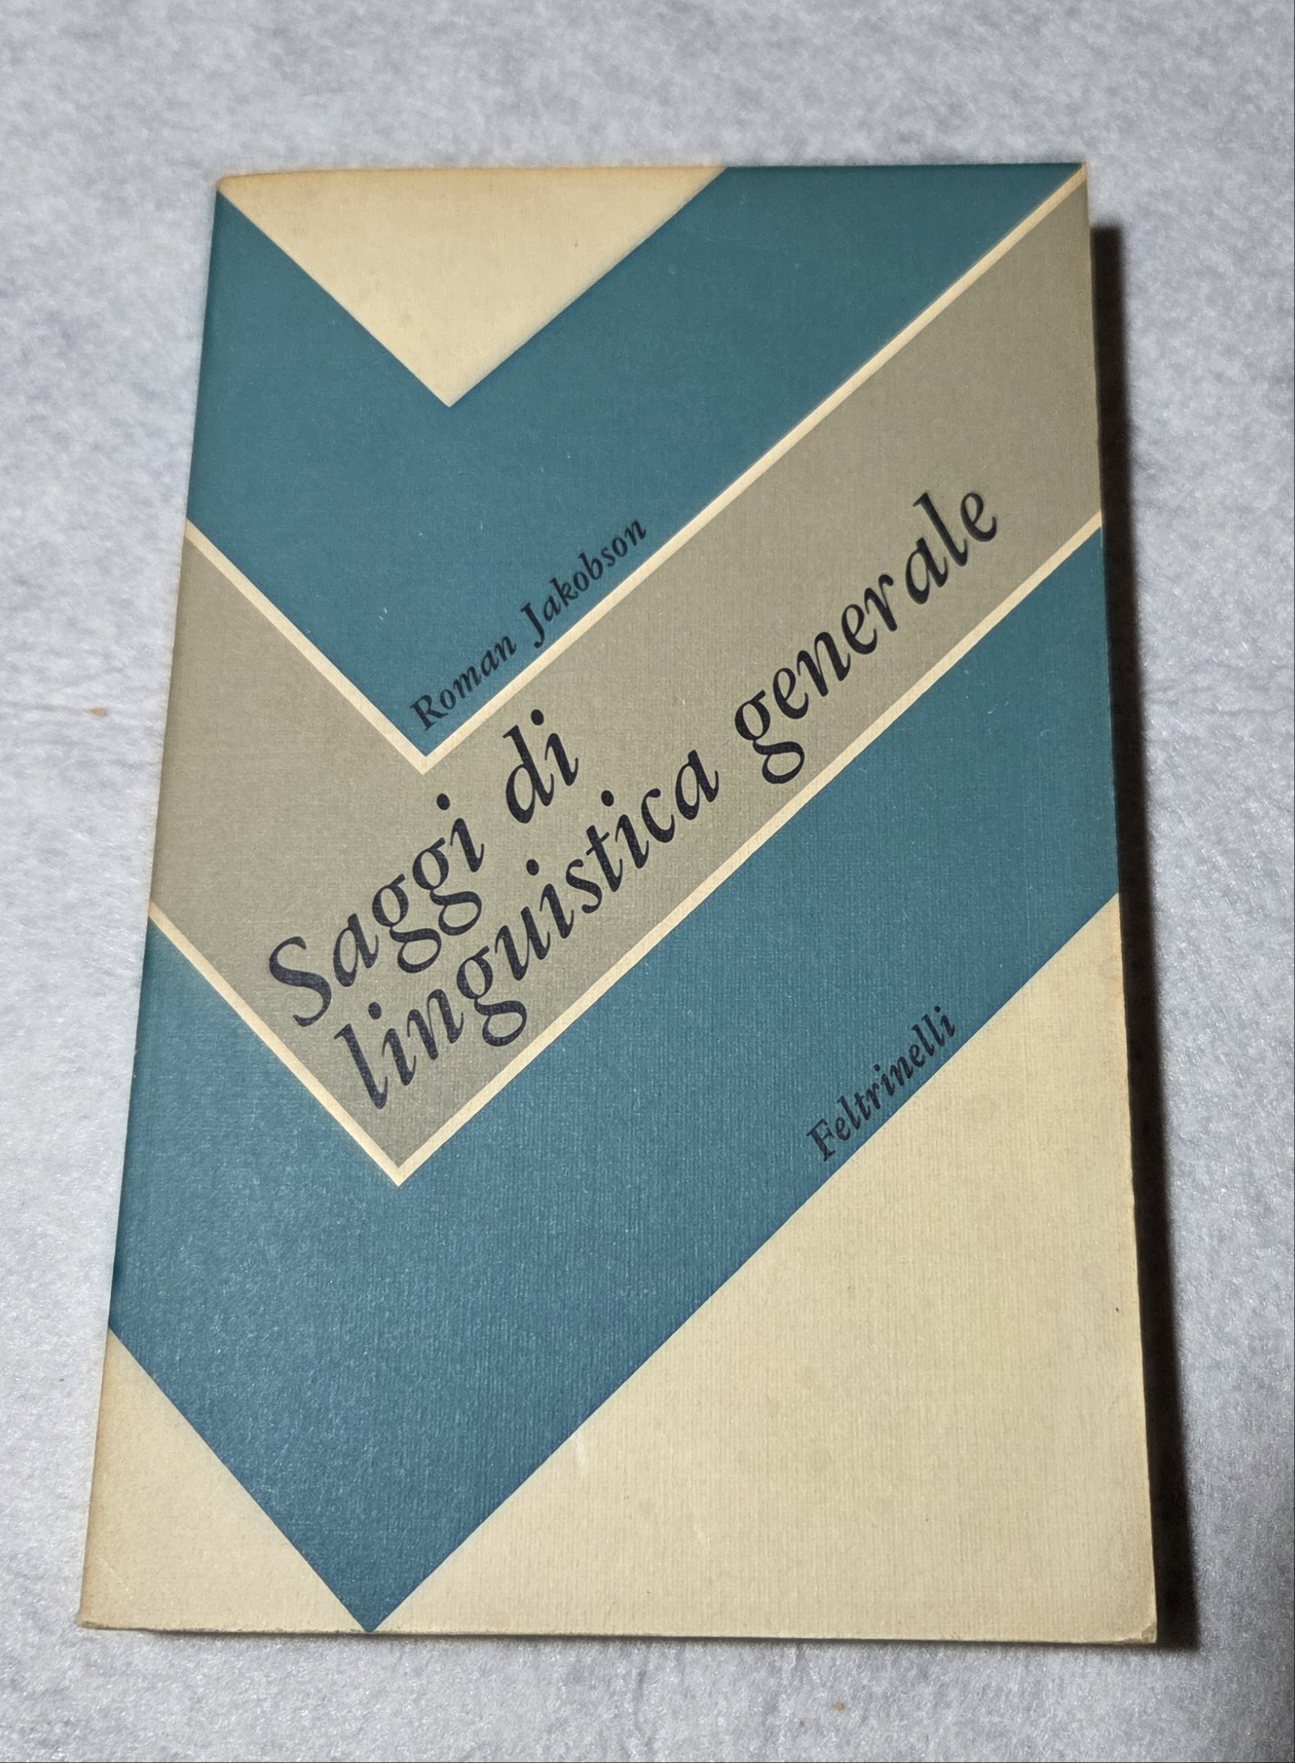 Roman Jakobson
Saggi di
linguistica generale
Feltrinelli